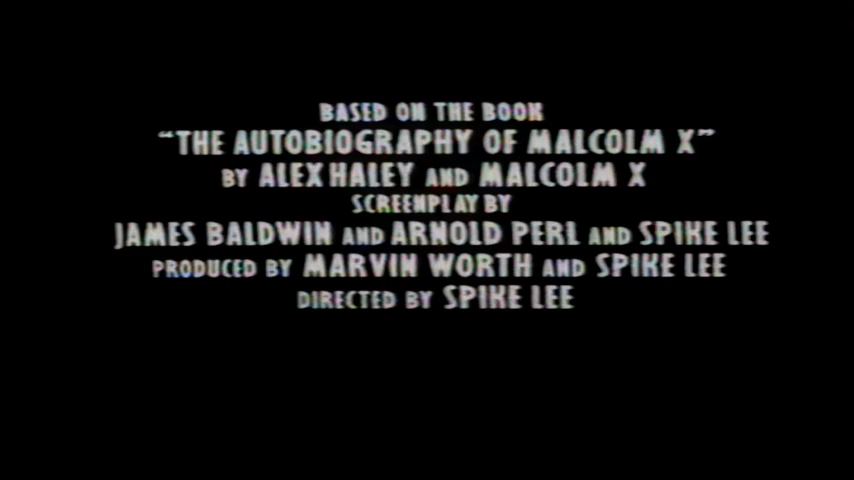 BASED ON THE BOOK
"THE AUTOBIOGRAPHY OF MALCOLM X"
BY ALEX HALEY AND MALCOLM X
SCREENPLAY BY
JAMES BALDWIN AND ARNOLD PERL AND SPIKE LEE
PRODUCED BY MARVIN WORTH AND SPIKE LEE
DIRECTED BY SPIKE LEE